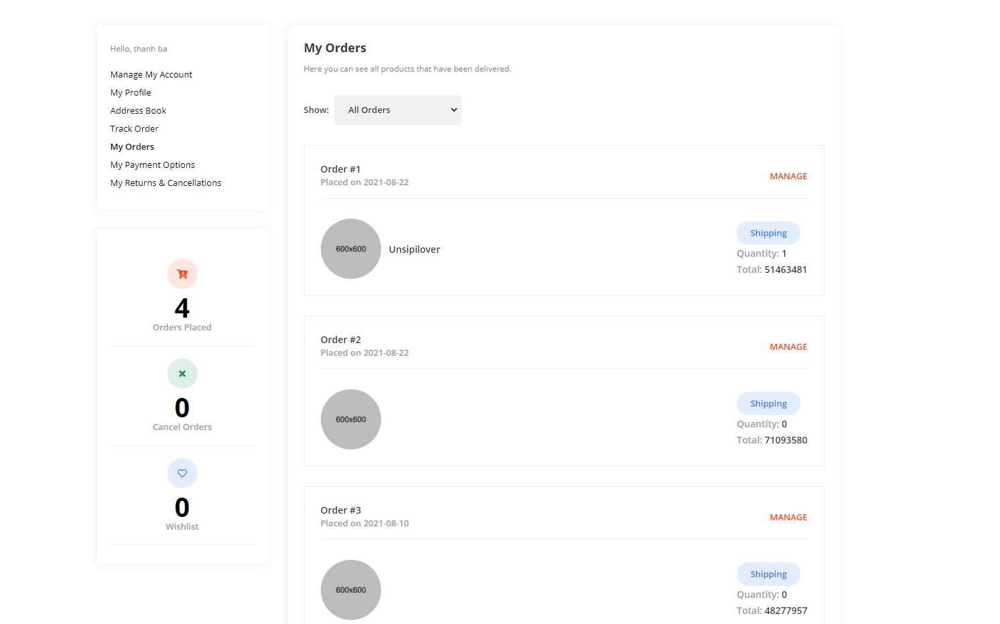 Hello, thanh ba
Manage My Account
My Profile
Address Book
Track Order
My Orders
My Payment Options
My Returns & Cancellations
4
Orders Placed
0
Cancel Orders
0
Wishlist
My Orders
Here you can see all products that have been delivered.
Show: All Orders
Order #1
Placed on 2021-08-22
MANAGE
600x600
Unsipilover
Shipping
Quantity: 1
Total: 51463481
Order #2
Placed on 2021-08-22
MANAGE
600x600
Shipping
Quantity: 0
Total: 71093580
Order #3
Placed on 2021-08-10
MANAGE
600x600
Shipping
Quantity: 0
Total: 48277957